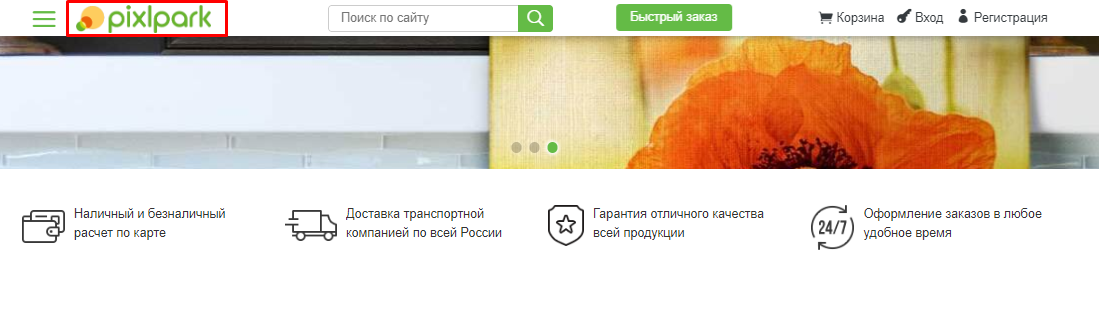 pixlpark
Поиск по сайту
Быстрый заказ
Корзина
Вход
Регистрация
Наличный и безналичный
расчет по карте
Доставка транспортной
компанией по всей России
Гарантия отличного качества
всей продукции
24/7
Оформление заказов в любое
удобное время